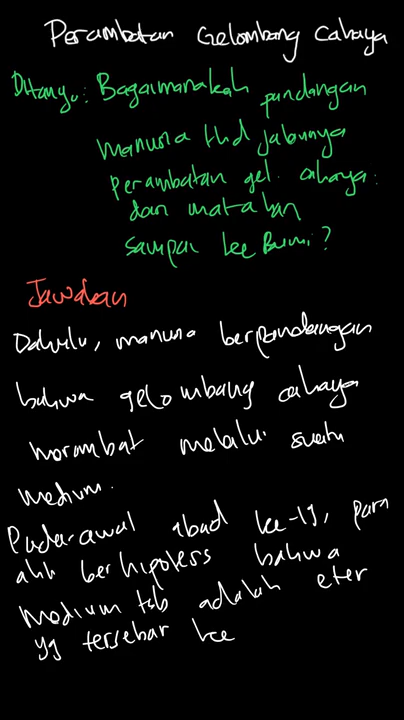 Perambatan Gelombang Cahaya
Ditanya: Bagaimanakah pandangan
manusia thd jalannya
perambatan gel. cahaya
dari matahari
sampai ke Bumi?
Jawaban
Dahulu, manusia berpandangan
bahwa gelombang cahaya
merambat melalui suatu
medium.
Pada awal abad ke-19, para
ahli berhipotesis bahwa
medium tsb adalah eter
yg tersebar ke